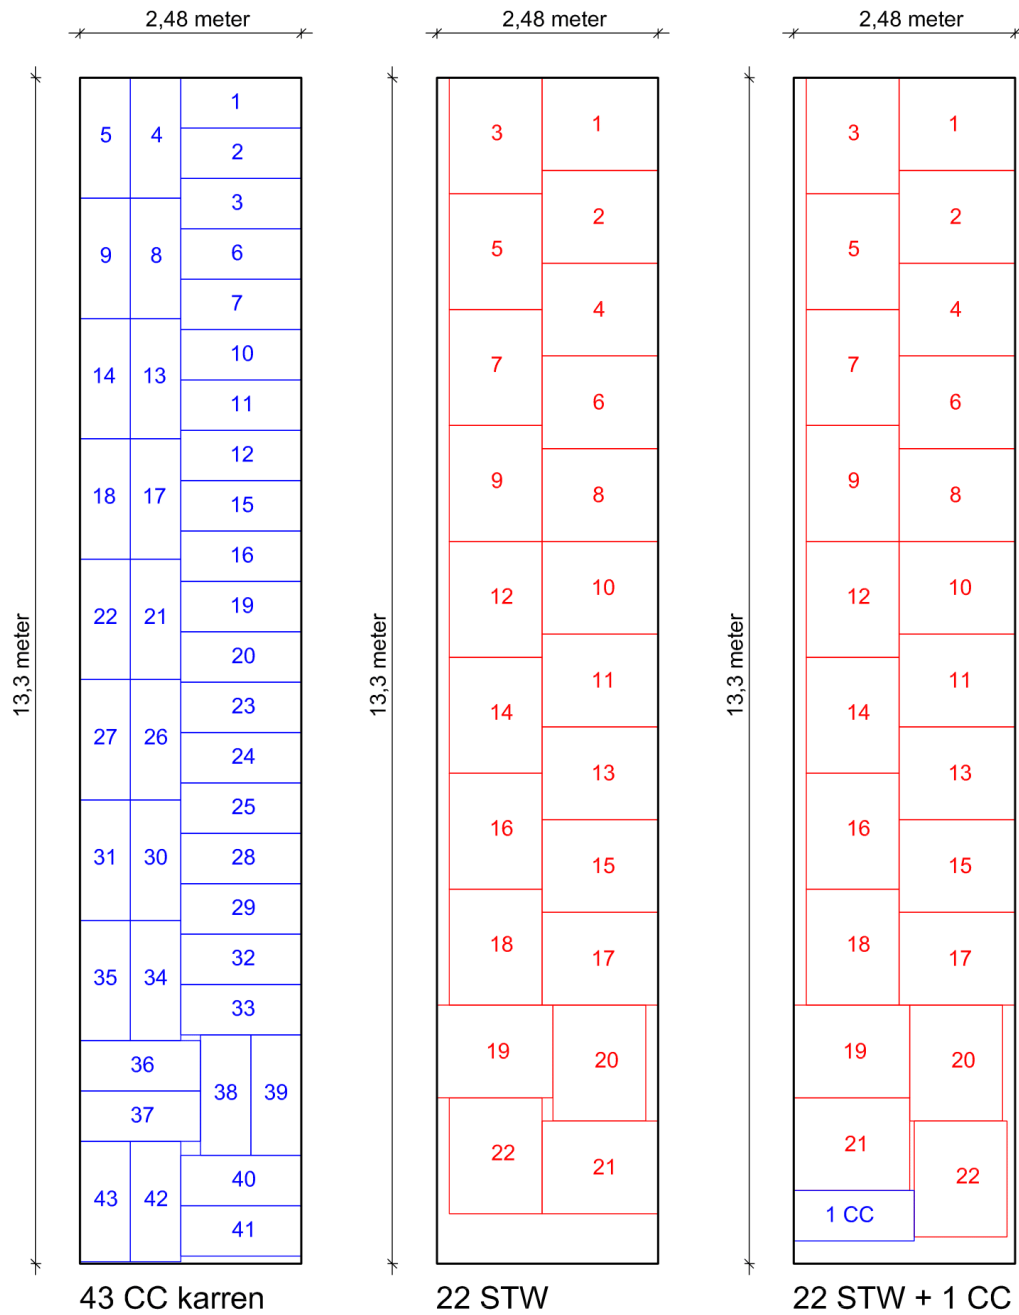 2,48 meter 2,48 meter 2,48 meter
13,3 meter
5 4 1
2
3
9 8 6
7
14 13 10
11
12
18 17 15
16
22 21 19
20
23
27 26 24
25
31 30 28
29
35 34 32
33
36
38 39
37
43 42 40
41
43 CC karren
13,3 meter
3 1
2
5
4
7
6
9 8
12 10
11
14
13
16
15
18 17
19 20
22 21
22 STW
13,3 meter
3 1
2
5
4
7
6
9 8
12 10
11
14
13
16
15
18 17
19 20
21
22
1 CC
22 STW + 1 CC